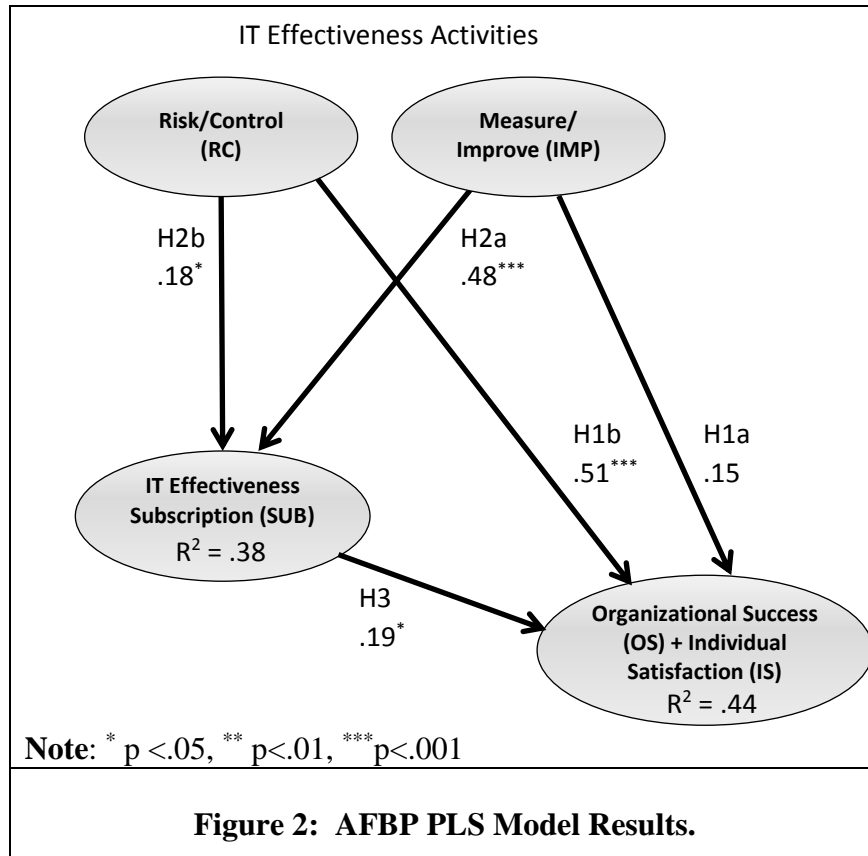 IT Effectiveness Activities
Risk/Control
(RC)
Measure/
Improve (IMP)
H2b
.18*
H2a
.48***
H1b
.51***
H1a
.15
IT Effectiveness
Subscription (SUB)
R² = .38
H3
.19*
Organizational Success
(OS) + Individual
Satisfaction (IS)
R² = .44
Note: * p <.05, ** p<.01, ***p<.001
Figure 2: AFBP PLS Model Results.